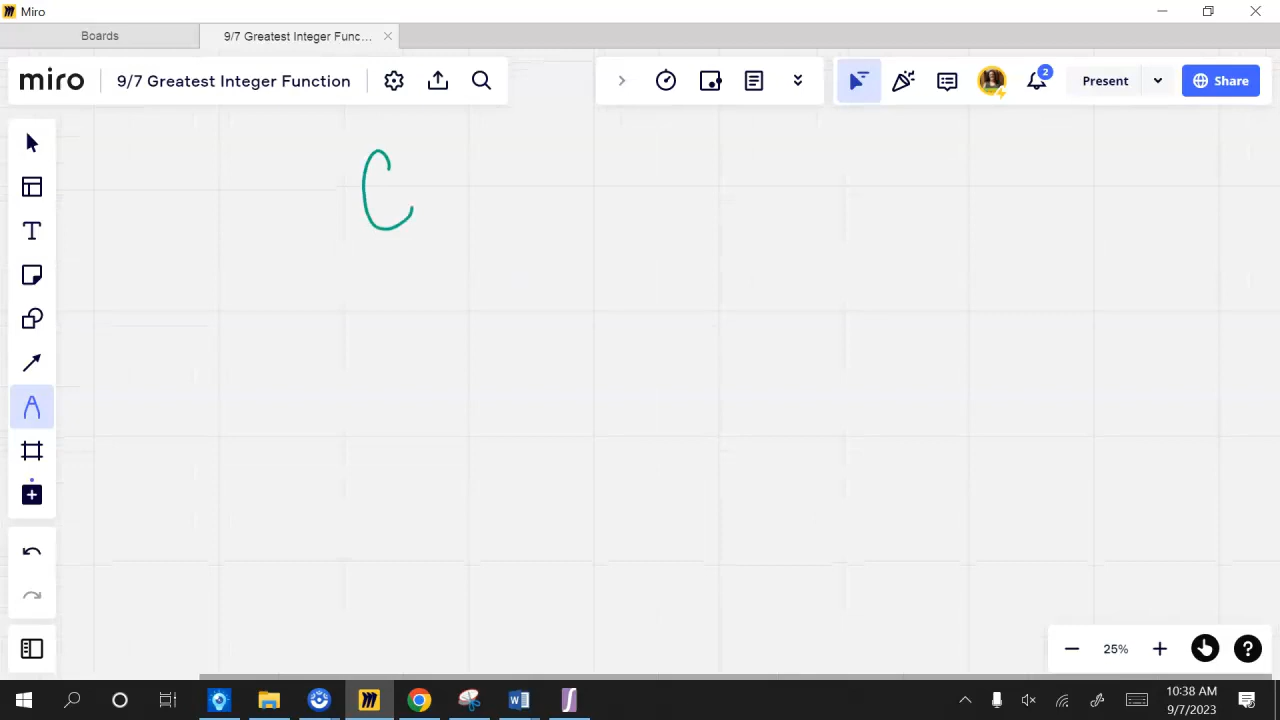 Miro
Boards
9/7 Greatest Integer Func...
miro
9/7 Greatest Integer Function
2
Present
Share
C
25%
?
10:38 AM
9/7/2023